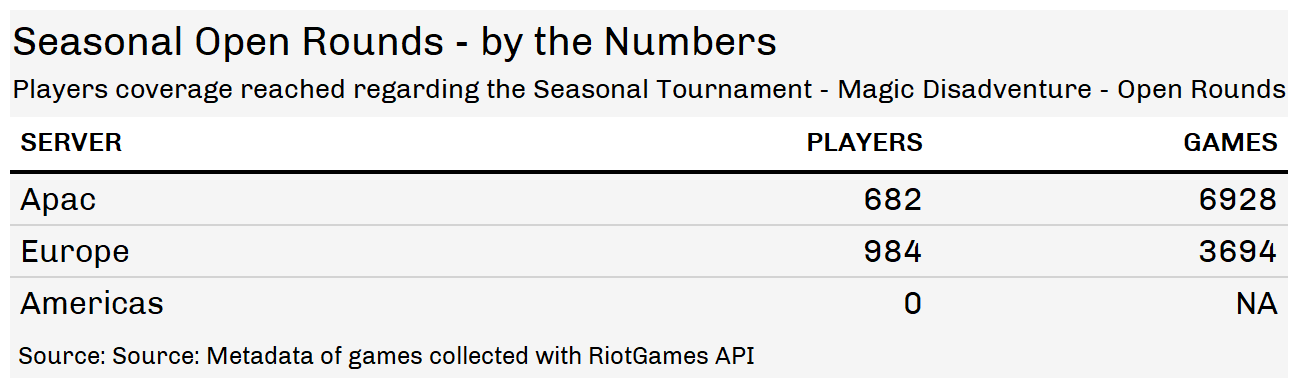 Seasonal Open Rounds - by the Numbers
Players coverage reached regarding the Seasonal Tournament - Magic Disadventure - Open Rounds
SERVER PLAYERS GAMES
Apac 682 6928
Europe 984 3694
Americas 0 NA
Source: Source: Metadata of games collected with RiotGames API